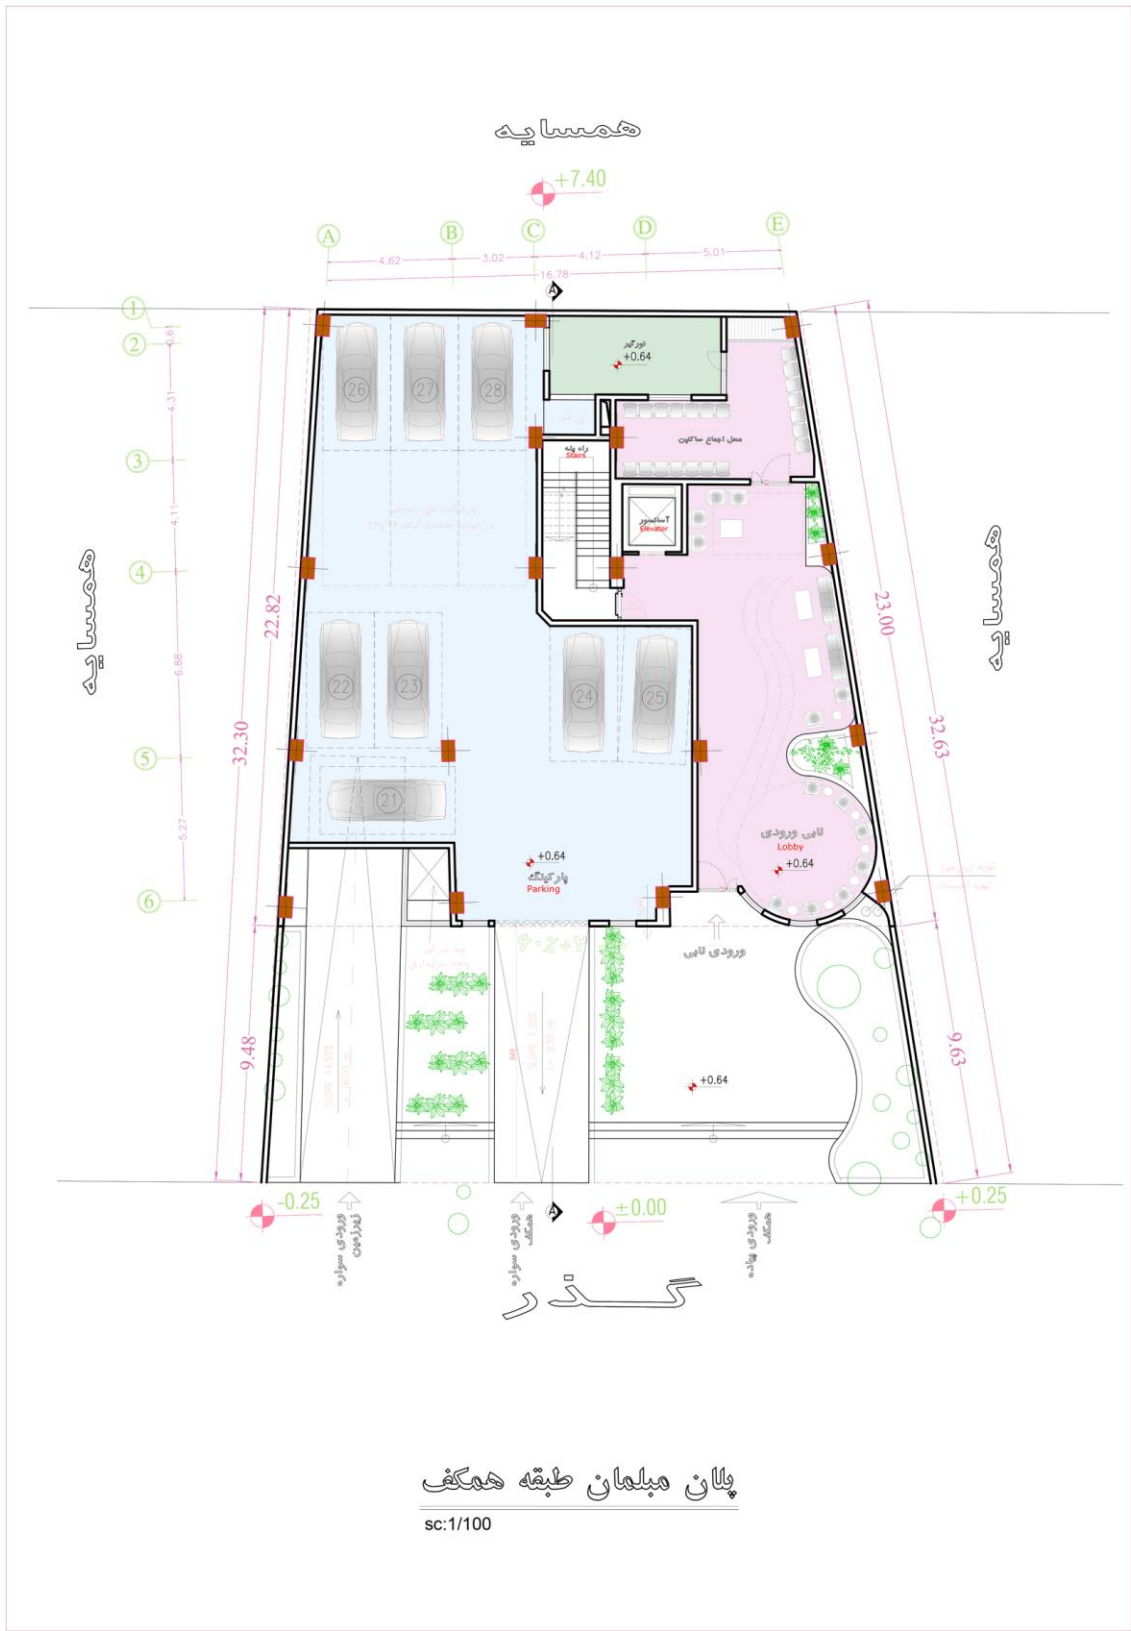 همسایه
+7.40
A B C D E
4.62 3.02 4.12 5.01
16.78
A
1
2
3
4
5
6
0.61
4.31
4.11
6.88
5.27
26 27 28
نورگیر
+0.64
محل اجماع ساکنین
راه پله
Stairs
آسانسور
Elevator
همسایه
همسایه
22.82
32.30
23.00
32.63
22 23 24 25
21
لابی ورودی
Lobby
+0.64
+0.64
پارکینگ
Parking
ورودی لابی
9.48
9.63
SLOPE
SLOPE
+0.64
-0.25
±0.00
+0.25
A
ورودی سواره
زیرزمین
ورودی سواره
همکف
ورودی پیاده
همکف
گذر
پلان مبلمان طبقه همکف
sc:1/100